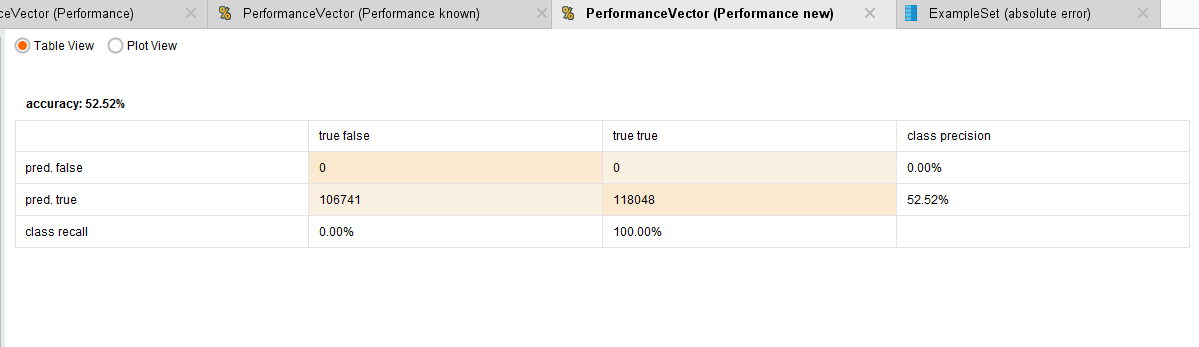 ceVector (Performance) PerformanceVector (Performance known) PerformanceVector (Performance new) ExampleSet (absolute error)
Table View Plot View
accuracy: 52.52%
true false true true class precision
pred. false 0 0 0.00%
pred. true 106741 118048 52.52%
class recall 0.00% 100.00%